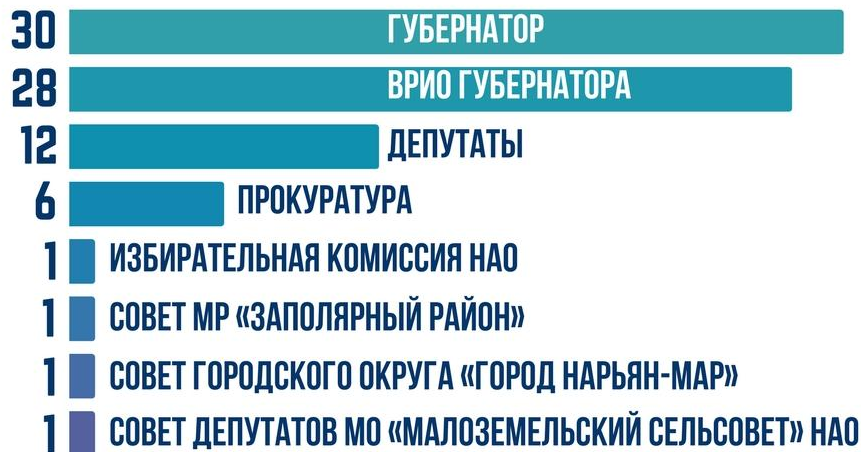 30 ГУБЕРНАТОР
28 ВРИО ГУБЕРНАТОРА
12 ДЕПУТАТЫ
6 ПРОКУРАТУРА
1 ИЗБИРАТЕЛЬНАЯ КОМИССИЯ НАО
1 СОВЕТ МР «ЗАПОЛЯРНЫЙ РАЙОН»
1 СОВЕТ ГОРОДСКОГО ОКРУГА «ГОРОД НАРЬЯН-МАР»
1 СОВЕТ ДЕПУТАТОВ МО «МАЛОЗЕМЕЛЬСКИЙ СЕЛЬСОВЕТ» НАО